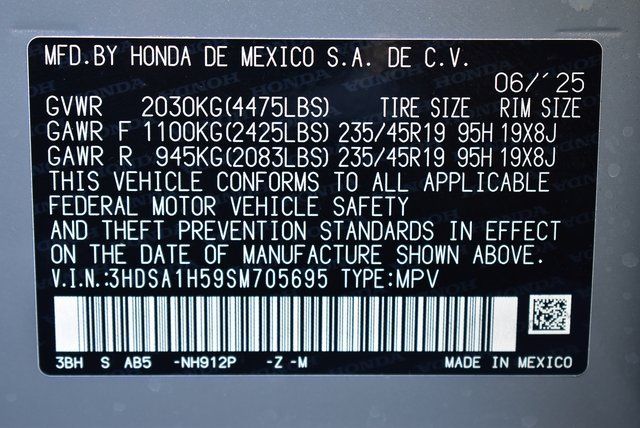 MFD.BY HONDA DE MEXICO S.A. DE C.V.
06/'25
GVWR 2030KG(4475LBS) TIRE SIZE RIM SIZE
GAWR F 1100KG(2425LBS) 235/45R19 95H 19X8J
GAWR R 945KG(2083LBS) 235/45R19 95H 19X8J
THIS VEHICLE CONFORMS TO ALL APPLICABLE
FEDERAL MOTOR VEHICLE SAFETY
AND THEFT PREVENTION STANDARDS IN EFFECT
ON THE DATE OF MANUFACTURE SHOWN ABOVE.
V.I.N.:3HDSA1H59SM705695 TYPE:MPV
3BH S AB5 -NH912P -Z -M MADE IN MEXICO